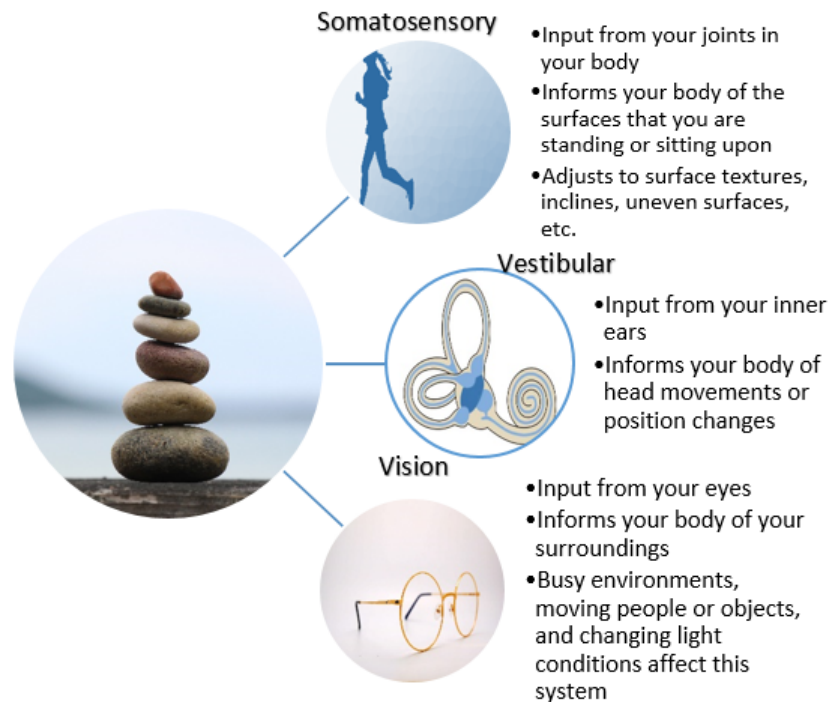 Somatosensory
•Input from your joints in
your body
•Informs your body of the
surfaces that you are
standing or sitting upon
•Adjusts to surface textures,
inclines, uneven surfaces,
etc.
Vestibular
•Input from your inner
ears
•Informs your body of
head movements or
position changes
Vision
•Input from your eyes
•Informs your body of your
surroundings
•Busy environments,
moving people or objects,
and changing light
conditions affect this
system